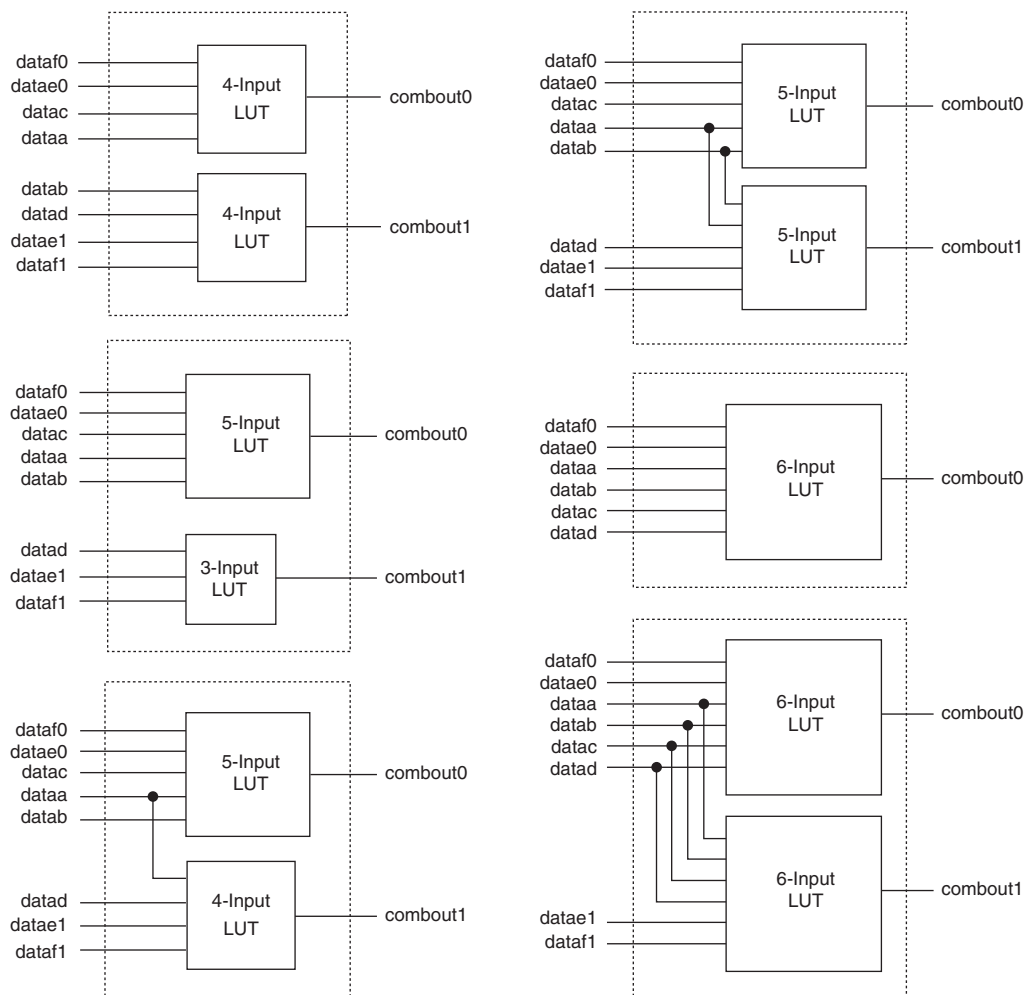 dataf0
datae0
datac
dataa
4-Input
LUT
combout0
datab
datad
datae1
dataf1
4-Input
LUT
combout1
dataf0
datae0
datac
dataa
datab
5-Input
LUT
combout0
datad
datae1
dataf1
3-Input
LUT
combout1
dataf0
datae0
datac
dataa
datab
5-Input
LUT
combout0
datad
datae1
dataf1
4-Input
LUT
combout1
dataf0
datae0
datac
dataa
datab
5-Input
LUT
combout0
datad
datae1
dataf1
5-Input
LUT
combout1
dataf0
datae0
dataa
datab
datac
datad
6-Input
LUT
combout0
dataf0
datae0
dataa
datab
datac
datad
6-Input
LUT
combout0
datae1
dataf1
6-Input
LUT
combout1